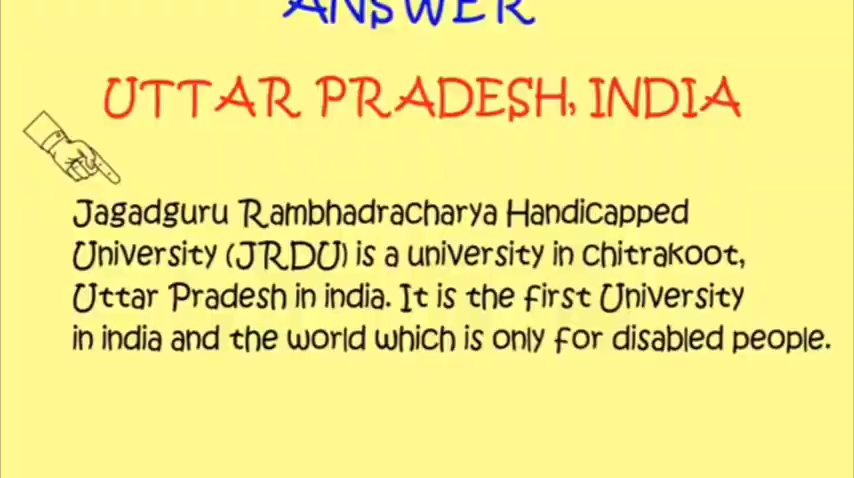 ANSWER
UTTAR PRADESH, INDIA
Jagadguru Rambhadracharya Handicapped
University (JRDU) is a university in chitrakoot,
Uttar Pradesh in india. It is the first University
in india and the world which is only for disabled people.